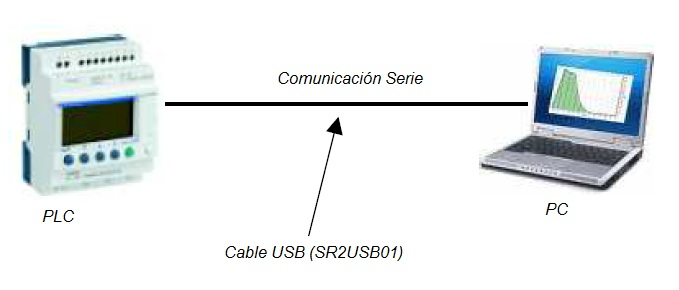 Comunicación Serie
PLC
PC
Cable USB (SR2USB01)